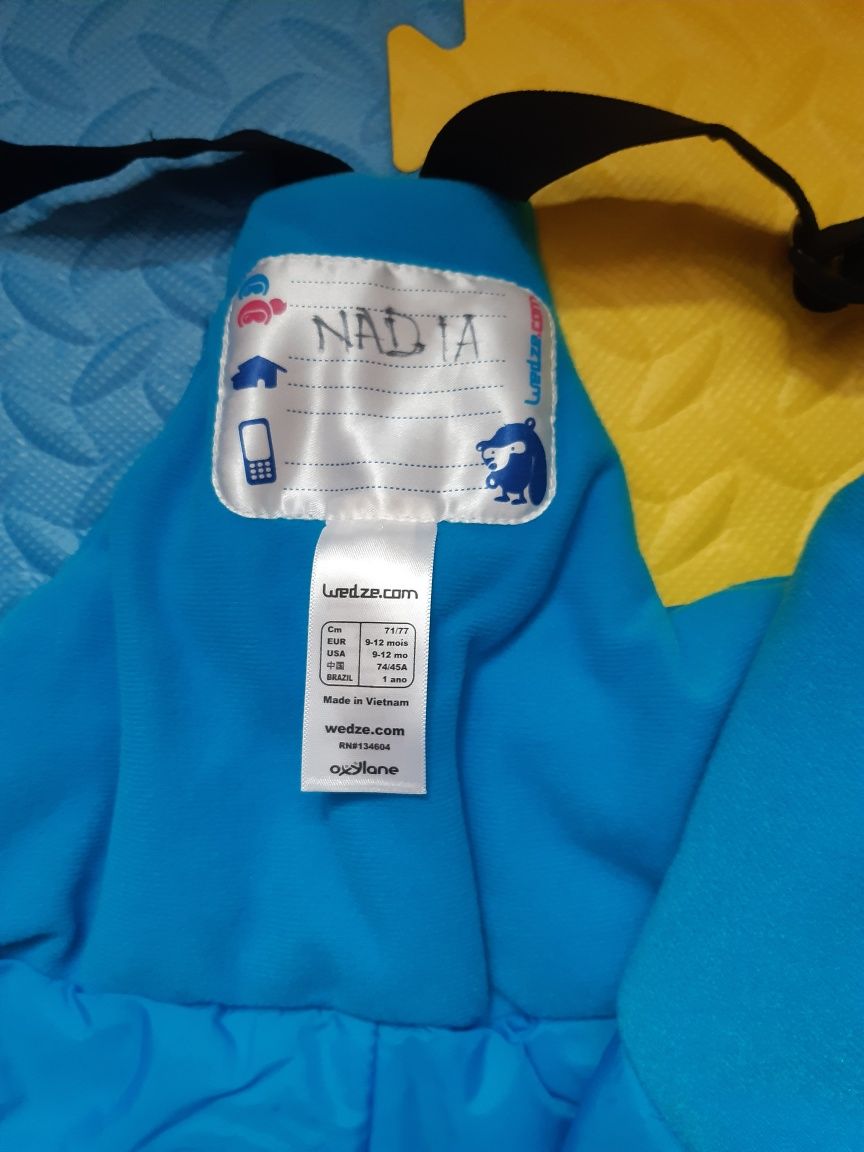 NADIA
wedze.com
wedze.com
Cm 71/77
EUR 9-12 mois
USA 9-12 mo
中国 74/45A
BRAZIL 1 ano
Made in Vietnam
wedze.com
RN#134604
oxylane